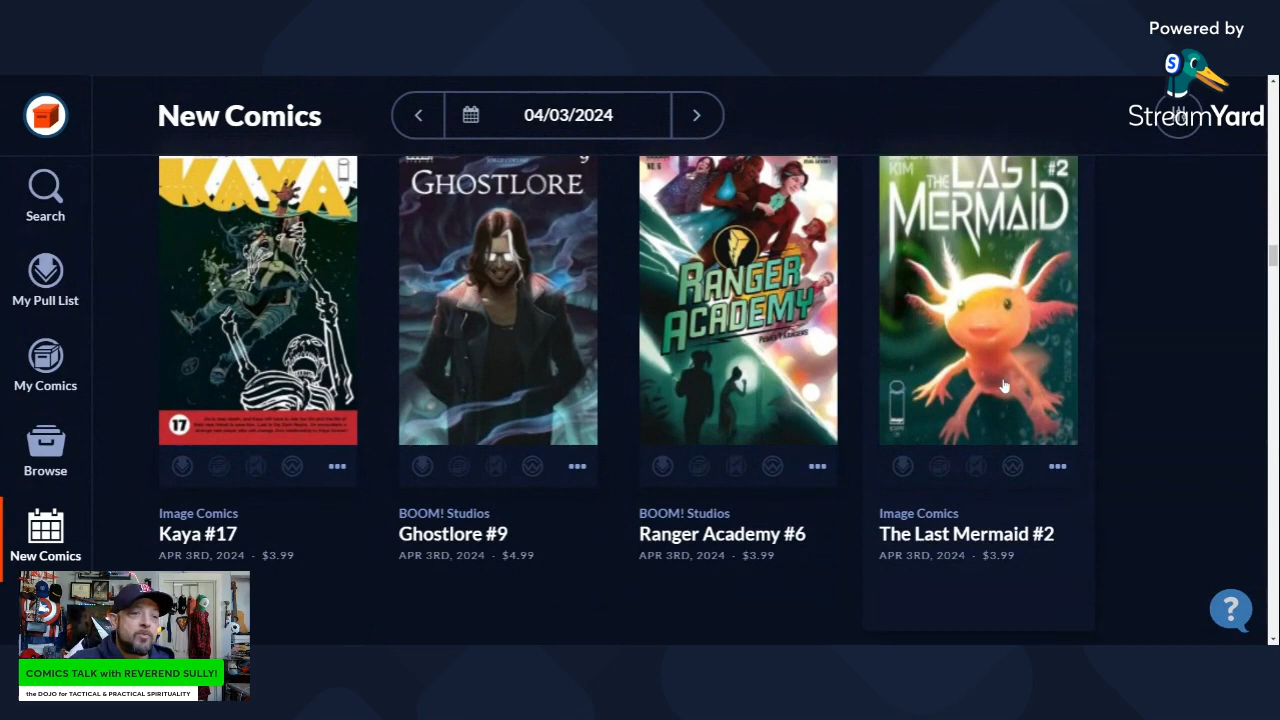 Powered by
StreamYard
New Comics
04/03/2024
Search
My Pull List
My Comics
Browse
New Comics
KAYA
17
9
GHOSTLORE
RANGER
ACADEMY
KIM
#2
THE LAST
MERMAID
Image Comics
Kaya #17
APR 3RD, 2024 - $3.99
BOOM! Studios
Ghostlore #9
APR 3RD, 2024 - $4.99
BOOM! Studios
Ranger Academy #6
APR 3RD, 2024 - $3.99
Image Comics
The Last Mermaid #2
APR 3RD, 2024 - $3.99
?
COMICS TALK with REVEREND SULLY!
the DOJO for TACTICAL & PRACTICAL SPIRITUALITY